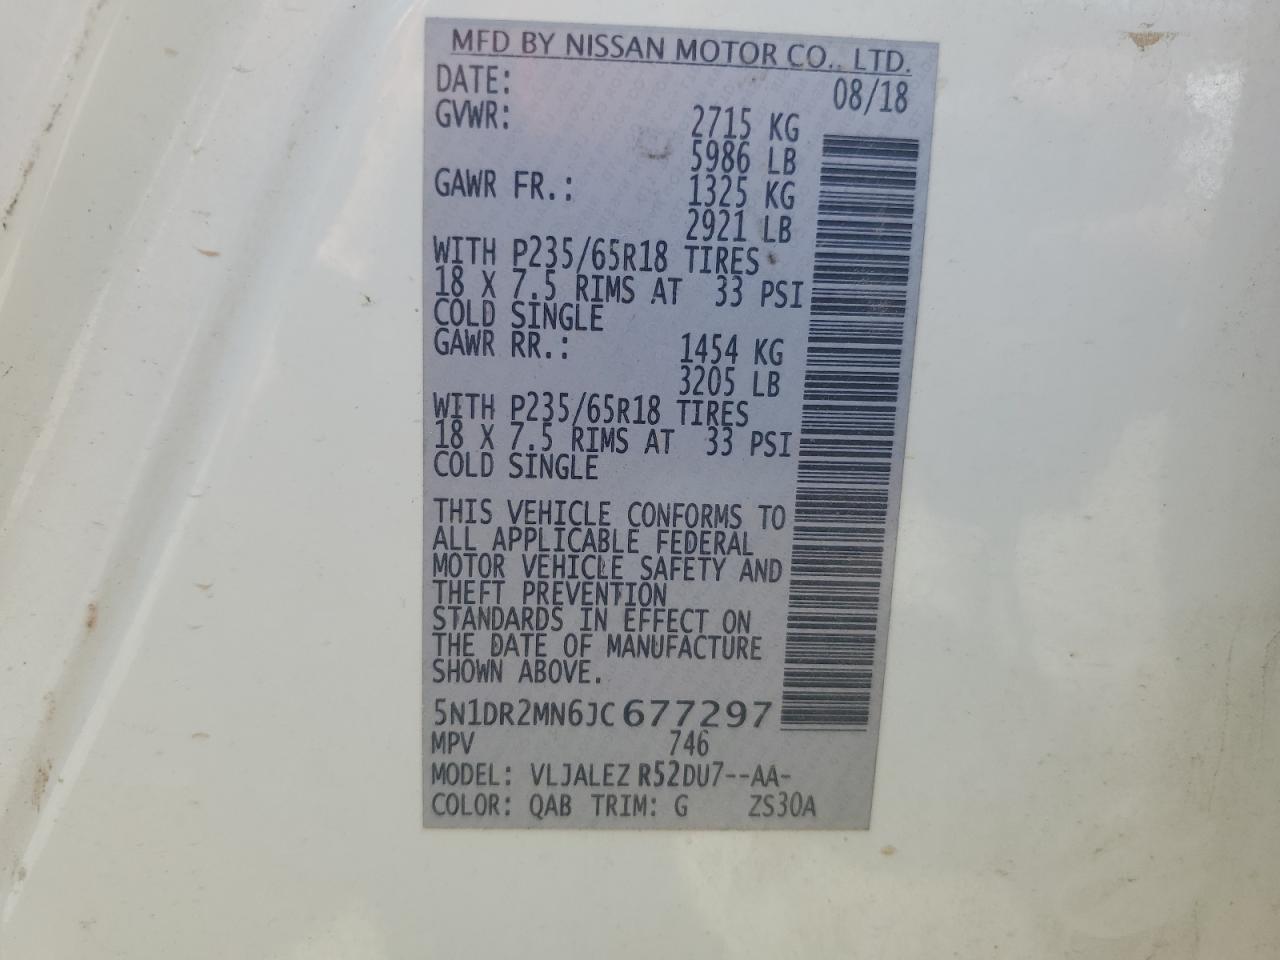 MFD BY NISSAN MOTOR CO., LTD.
DATE: 08/18
GVWR: 2715 KG
5986 LB
GAWR FR.: 1325 KG
2921 LB
WITH P235/65R18 TIRES
18 X 7.5 RIMS AT 33 PSI
COLD SINGLE
GAWR RR.: 1454 KG
3205 LB
WITH P235/65R18 TIRES
18 X 7.5 RIMS AT 33 PSI
COLD SINGLE
THIS VEHICLE CONFORMS TO
ALL APPLICABLE FEDERAL
MOTOR VEHICLE SAFETY AND
THEFT PREVENTION
STANDARDS IN EFFECT ON
THE DATE OF MANUFACTURE
SHOWN ABOVE.
5N1DR2MN6JC677297
MPV 746
MODEL: VLJALEZ R52DU7--AA-
COLOR: QAB TRIM: G ZS30A